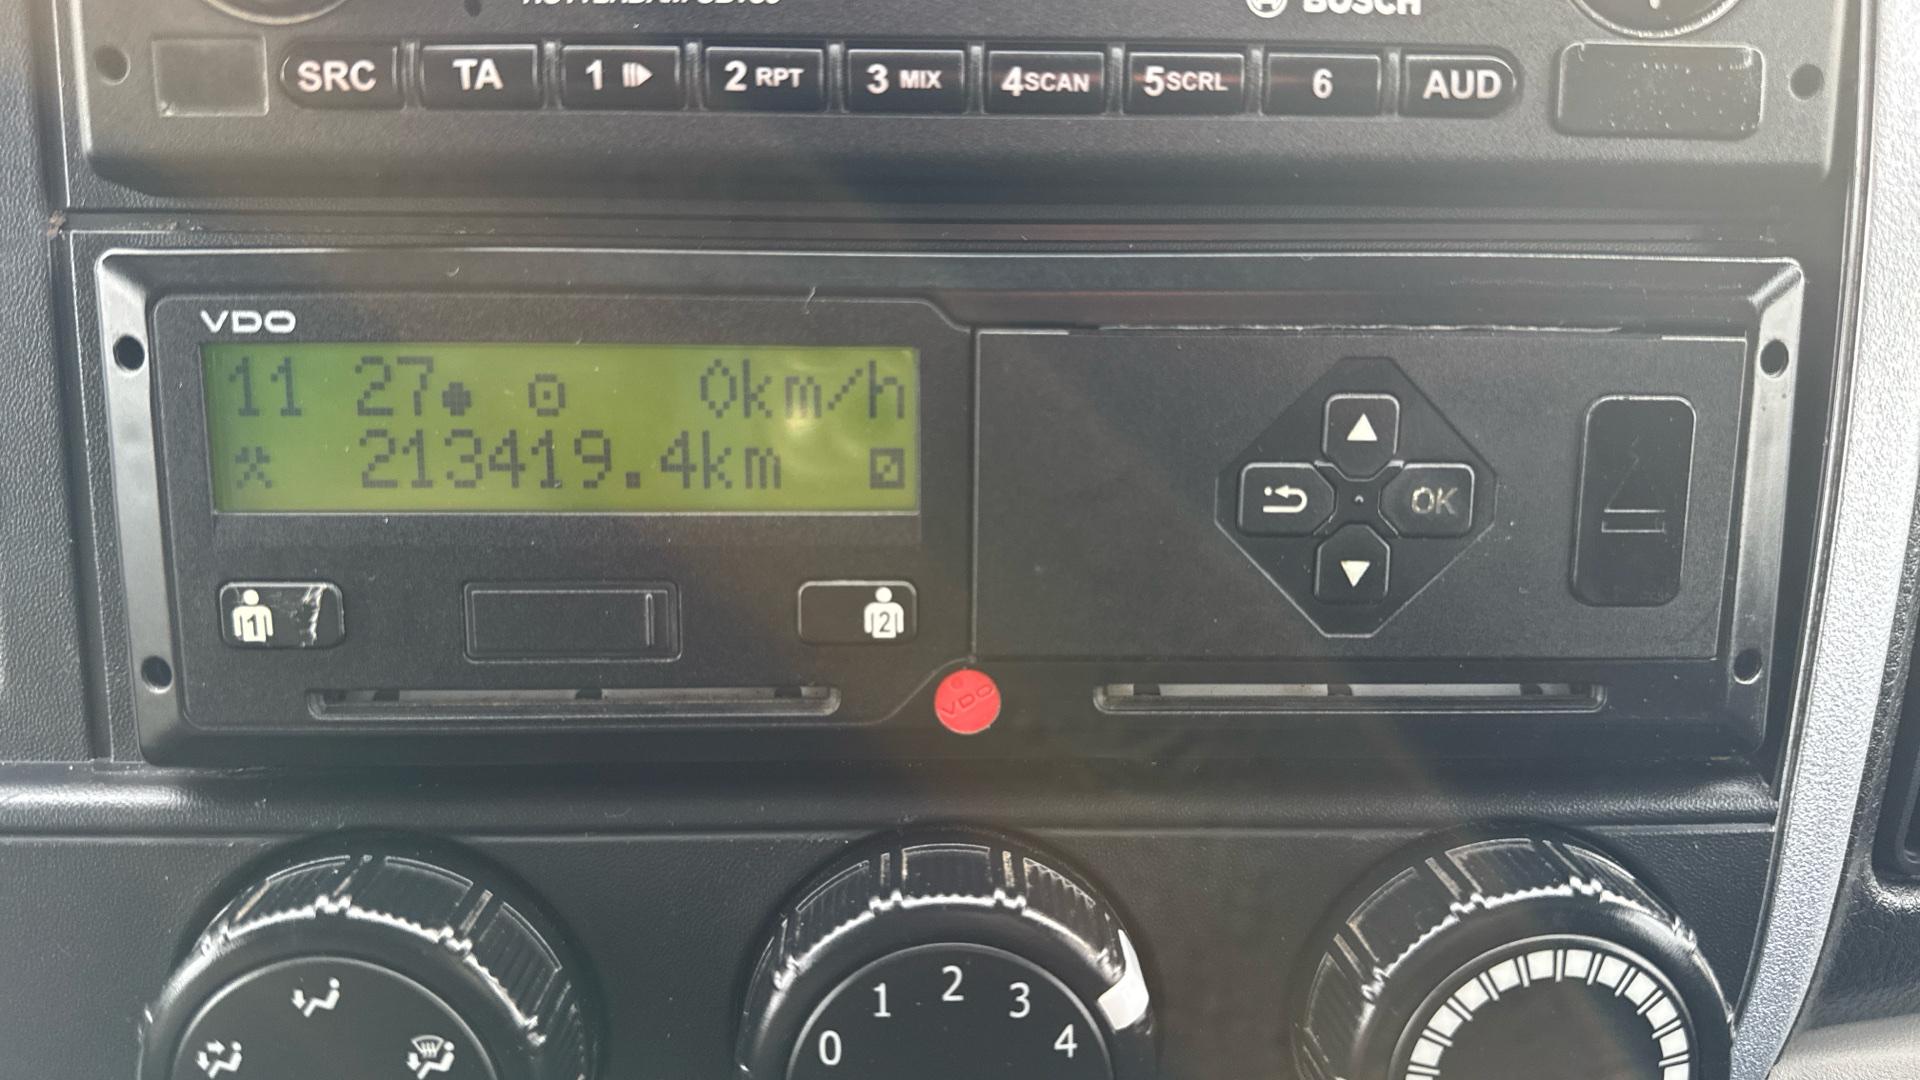 BOSCH
SRC TA 1 2 RPT 3 MIX 4SCAN 5SCRL 6 AUD
VDO
11 27 0km/h
213419.4km
OK
1 2
VDO
0 1 2 3 4